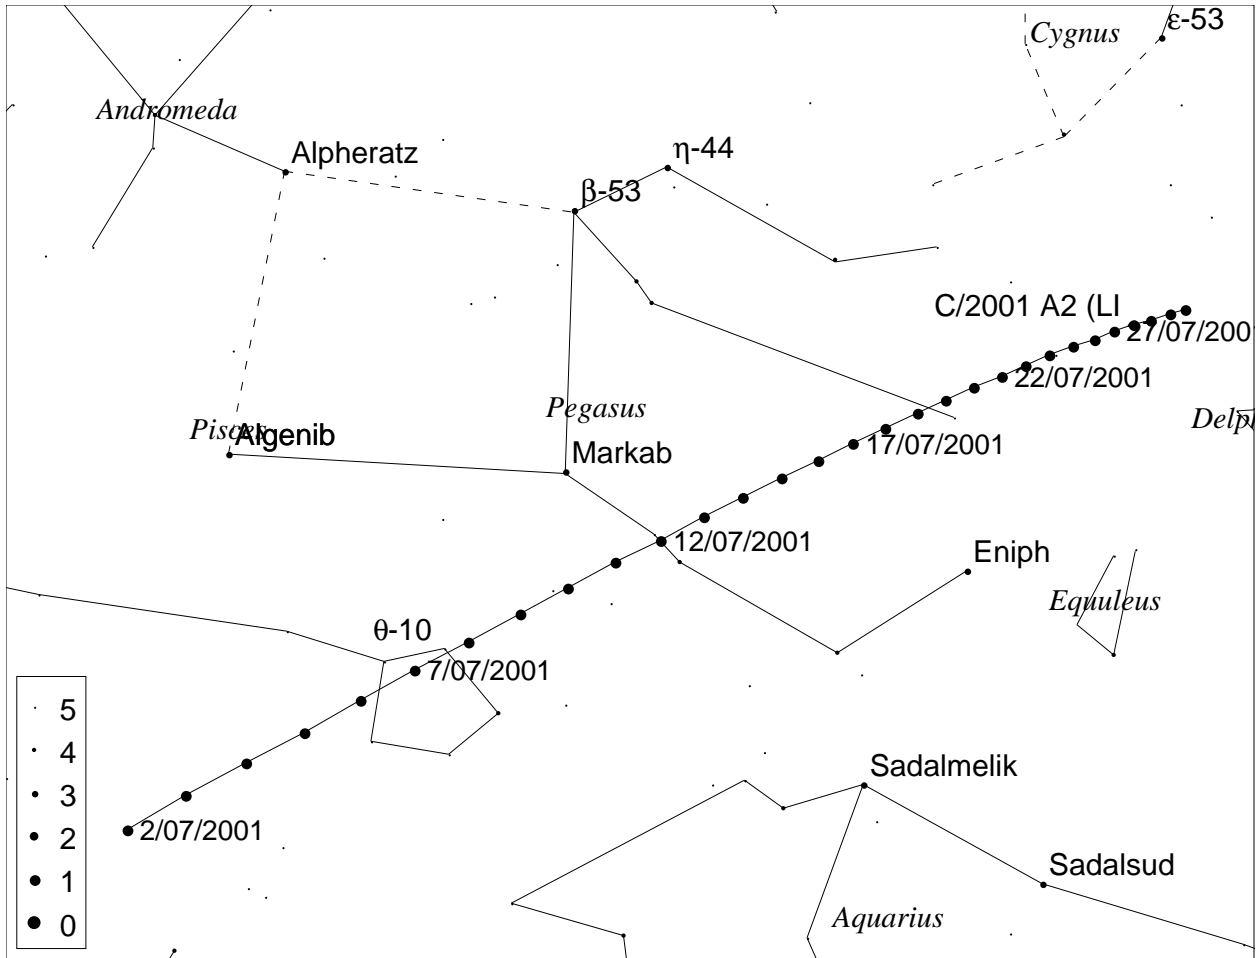 ε-53
Cygnus
Andromeda
Alpheratz
η-44
β-53
C/2001 A2 (LI
27/07/200
22/07/2001
Pegasus
Delp
Pisces
Algenib
17/07/2001
Markab
12/07/2001
Eniph
Equuleus
θ-10
7/07/2001
5
4
3
2
1
0
Sadalmelik
2/07/2001
Sadalsud
Aquarius